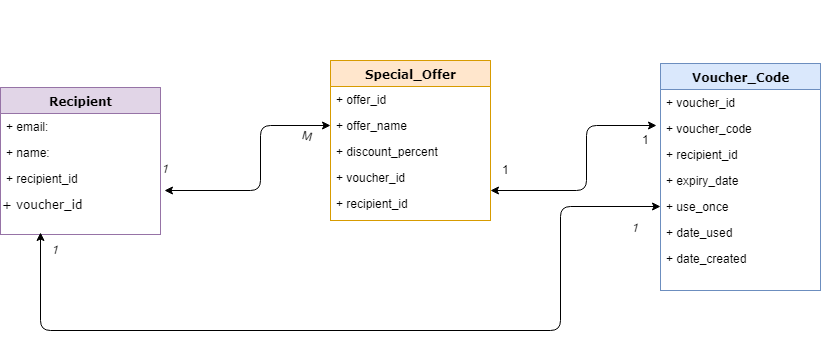 Recipient
+ email:
+ name:
+ recipient_id
+ voucher_id
1
1
M
Special_Offer
+ offer_id
+ offer_name
+ discount_percent
+ voucher_id
+ recipient_id
1
1
1
Voucher_Code
+ voucher_id
+ voucher_code
+ recipient_id
+ expiry_date
+ use_once
+ date_used
+ date_created